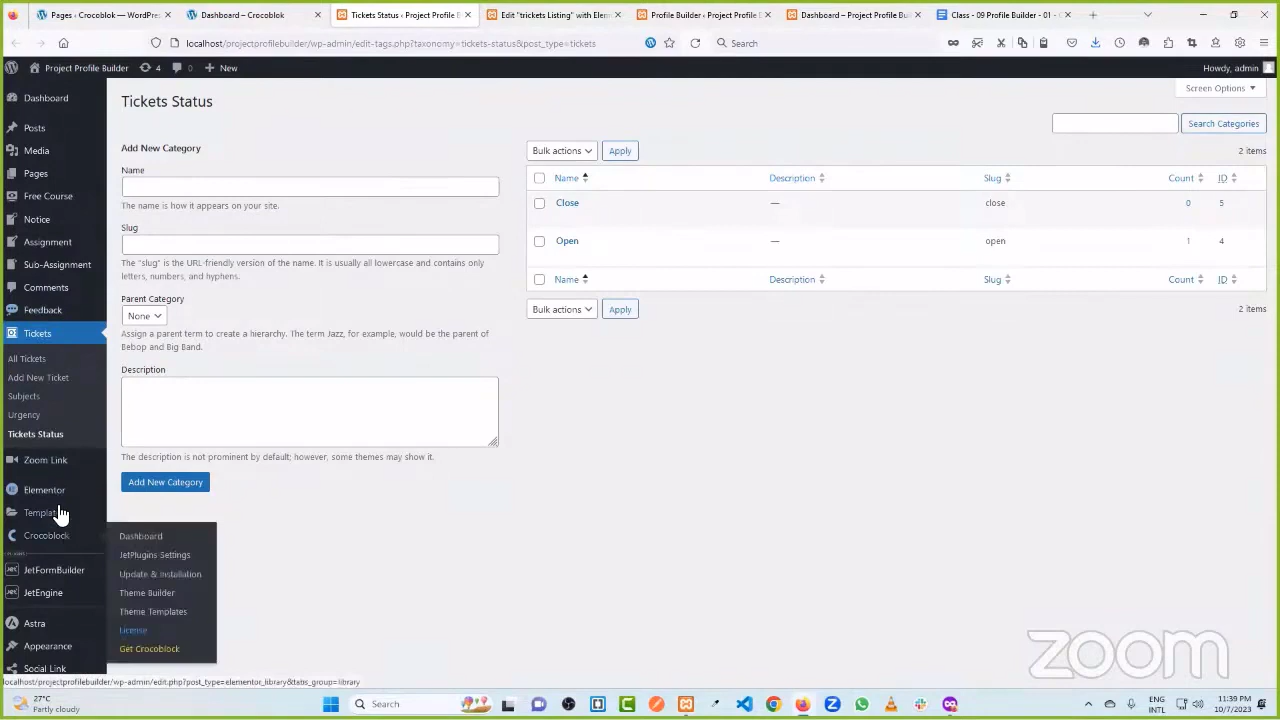 Pages ‹ Crocoblock — WordPres
Dashboard ‹ Crocoblock
Tickets Status ‹ Project Profile B
Edit "trickets Listing" with Elem
Profile Builder ‹ Project Profile B
Dashboard ‹ Project Profile Bu
Class - 09 Profile Builder - 01 - C
localhost/projectprofilebuilder/wp-admin/edit-tags.php?taxonomy=tickets-status&post_type=tickets
Search
Project Profile Builder
4
0
New
Howdy, admin
Screen Options
Dashboard
Posts
Media
Pages
Free Course
Notice
Assignment
Sub-Assignment
Comments
Feedback
Tickets
All Tickets
Add New Ticket
Subjects
Urgency
Tickets Status
Zoom Link
Elementor
Templat
Crocoblock
JetFormBuilder
JetEngine
Astra
Appearance
Social Link
Dashboard
JetPlugins Settings
Update & Installation
Theme Builder
Theme Templates
License
Get Crocoblock
Tickets Status
Add New Category
Name
The name is how it appears on your site.
Slug
The "slug" is the URL-friendly version of the name. It is usually all lowercase and contains only
letters, numbers, and hyphens.
Parent Category
None
Assign a parent term to create a hierarchy. The term Jazz, for example, would be the parent of
Bebop and Big Band.
Description
The description is not prominent by default; however, some themes may show it.
Add New Category
Search Categories
Bulk actions
Apply
2 items
Name Description Slug Count ID
Close — close 0 5
Open — open 1 4
Name Description Slug Count ID
Bulk actions
Apply
2 items
zoom
localhost/projectprofilebuilder/wp-admin/edit.php?post_type=elementor_library&tabs_group=library
27°C
Partly cloudy
Search
ENG
INTL
11:39 PM
10/7/2023